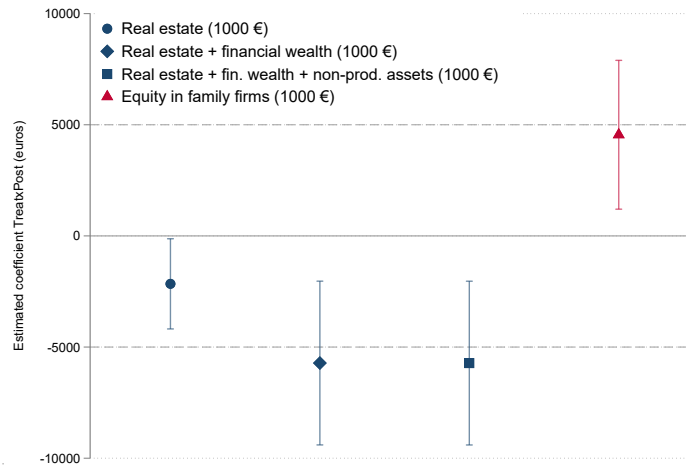 10000
Real estate (1000 €)
Real estate + financial wealth (1000 €)
Real estate + fin. wealth + non-prod. assets (1000 €)
Equity in family firms (1000 €)
5000
0
-5000
-10000
Estimated coefficient TreatxPost (euros)